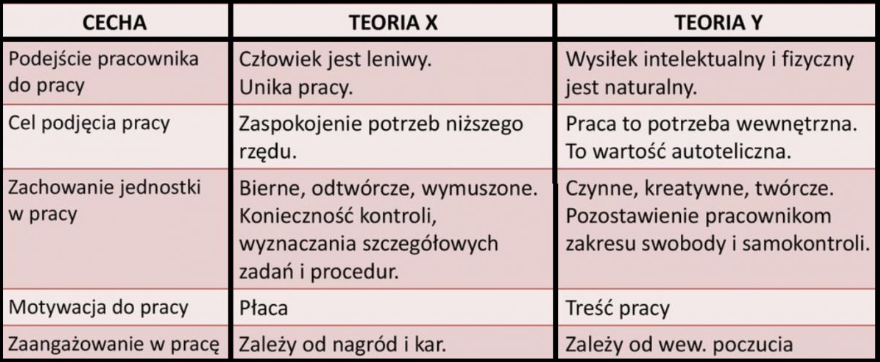 CECHA
TEORIA X
TEORIA Y
Podejście pracownika
do pracy
Człowiek jest leniwy.
Unika pracy.
Wysiłek intelektualny i fizyczny
jest naturalny.
Cel podjęcia pracy
Zaspokojenie potrzeb niższego
rzędu.
Praca to potrzeba wewnętrzna.
To wartość autoteliczna.
Zachowanie jednostki
w pracy
Bierne, odtwórcze, wymuszone.
Konieczność kontroli,
wyznaczania szczegółowych
zadań i procedur.
Czynne, kreatywne, twórcze.
Pozostawienie pracownikom
zakresu swobody i samokontroli.
Motywacja do pracy
Płaca
Treść pracy
Zaangażowanie w pracę
Zależy od nagród i kar.
Zależy od wew. poczucia